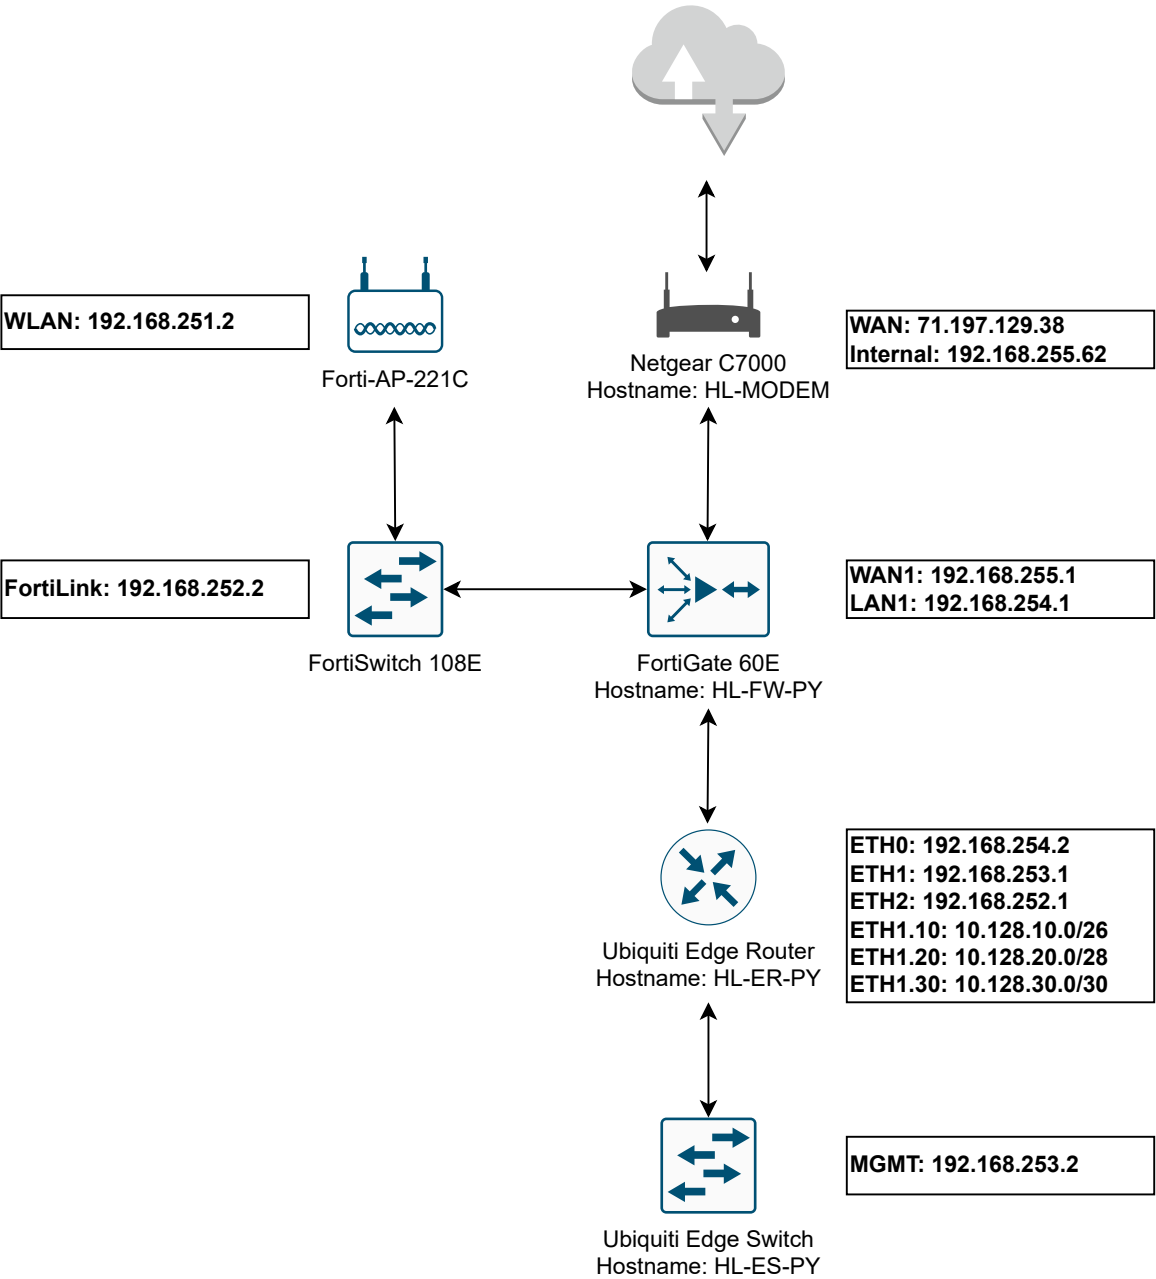 WLAN: 192.168.251.2
Forti-AP-221C
Netgear C7000
Hostname: HL-MODEM
WAN: 71.197.129.38
Internal: 192.168.255.62
FortiLink: 192.168.252.2
FortiSwitch 108E
FortiGate 60E
Hostname: HL-FW-PY
WAN1: 192.168.255.1
LAN1: 192.168.254.1
Ubiquiti Edge Router
Hostname: HL-ER-PY
ETH0: 192.168.254.2
ETH1: 192.168.253.1
ETH2: 192.168.252.1
ETH1.10: 10.128.10.0/26
ETH1.20: 10.128.20.0/28
ETH1.30: 10.128.30.0/30
Ubiquiti Edge Switch
Hostname: HL-ES-PY
MGMT: 192.168.253.2